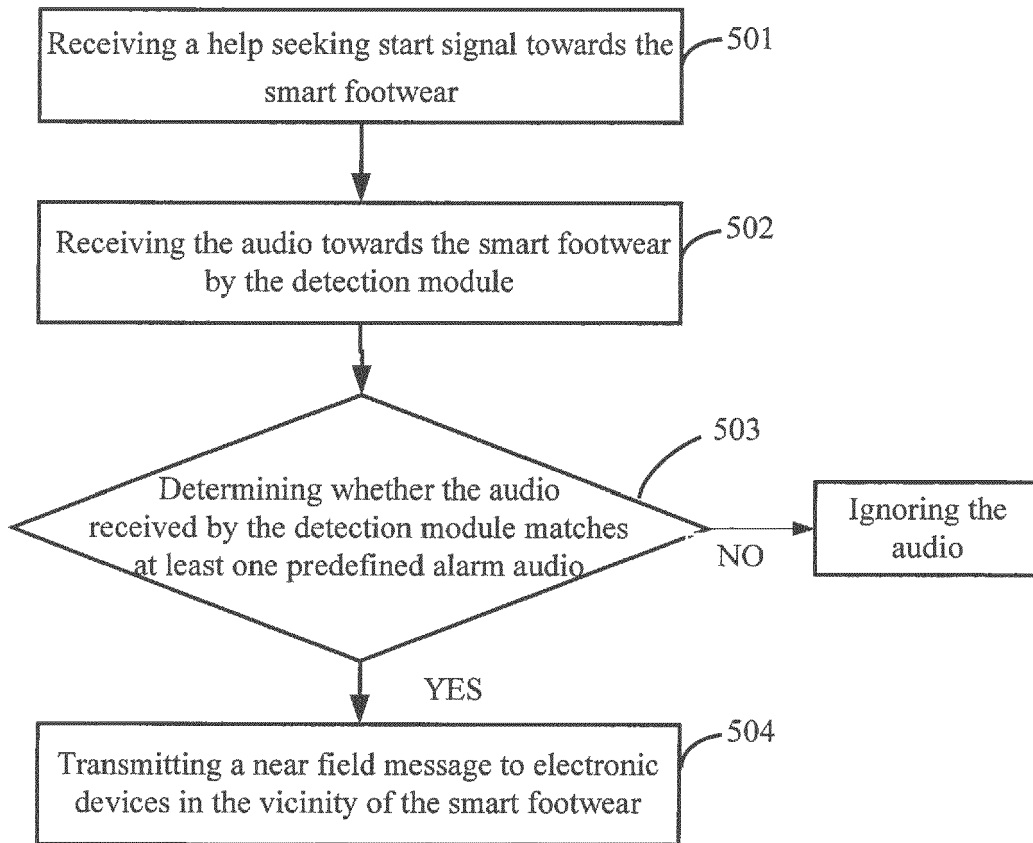 Receiving a help seeking start signal towards the
smart footwear
501
Receiving the audio towards the smart footwear
by the detection module
502
Determining whether the audio
received by the detection module matches
at least one predefined alarm audio
503
NO
Ignoring the
audio
YES
Transmitting a near field message to electronic
devices in the vicinity of the smart footwear
504